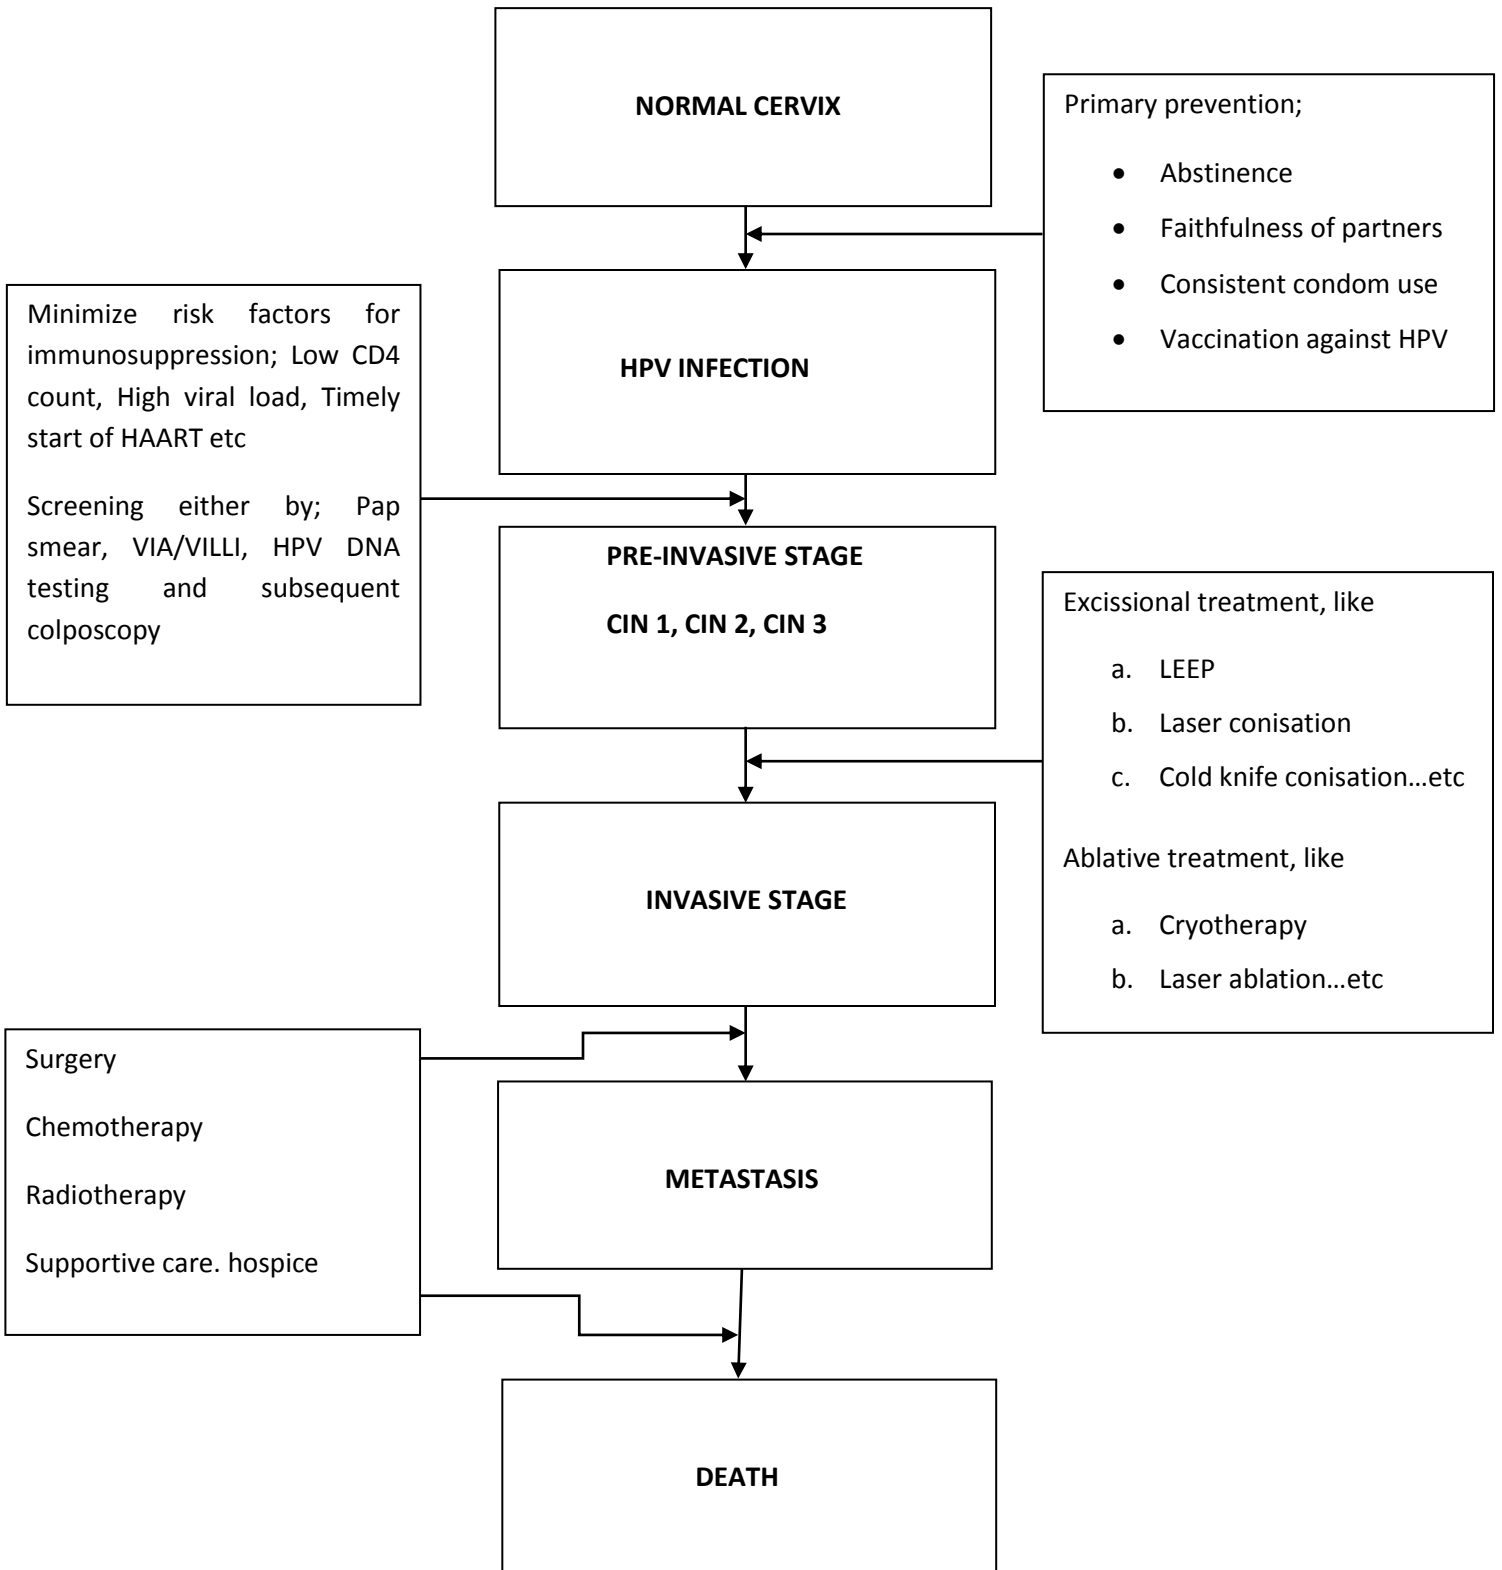 NORMAL CERVIX
Primary prevention;
• Abstinence
• Faithfulness of partners
• Consistent condom use
• Vaccination against HPV
HPV INFECTION
Minimize risk factors for
immunosuppression; Low CD4
count, High viral load, Timely
start of HAART etc
Screening either by; Pap
smear, VIA/VILLI, HPV DNA
testing and subsequent
colposcopy
PRE-INVASIVE STAGE
CIN 1, CIN 2, CIN 3
Excissional treatment, like
a. LEEP
b. Laser conisation
c. Cold knife conisation...etc
Ablative treatment, like
a. Cryotherapy
b. Laser ablation...etc
INVASIVE STAGE
Surgery
Chemotherapy
Radiotherapy
Supportive care. hospice
METASTASIS
DEATH